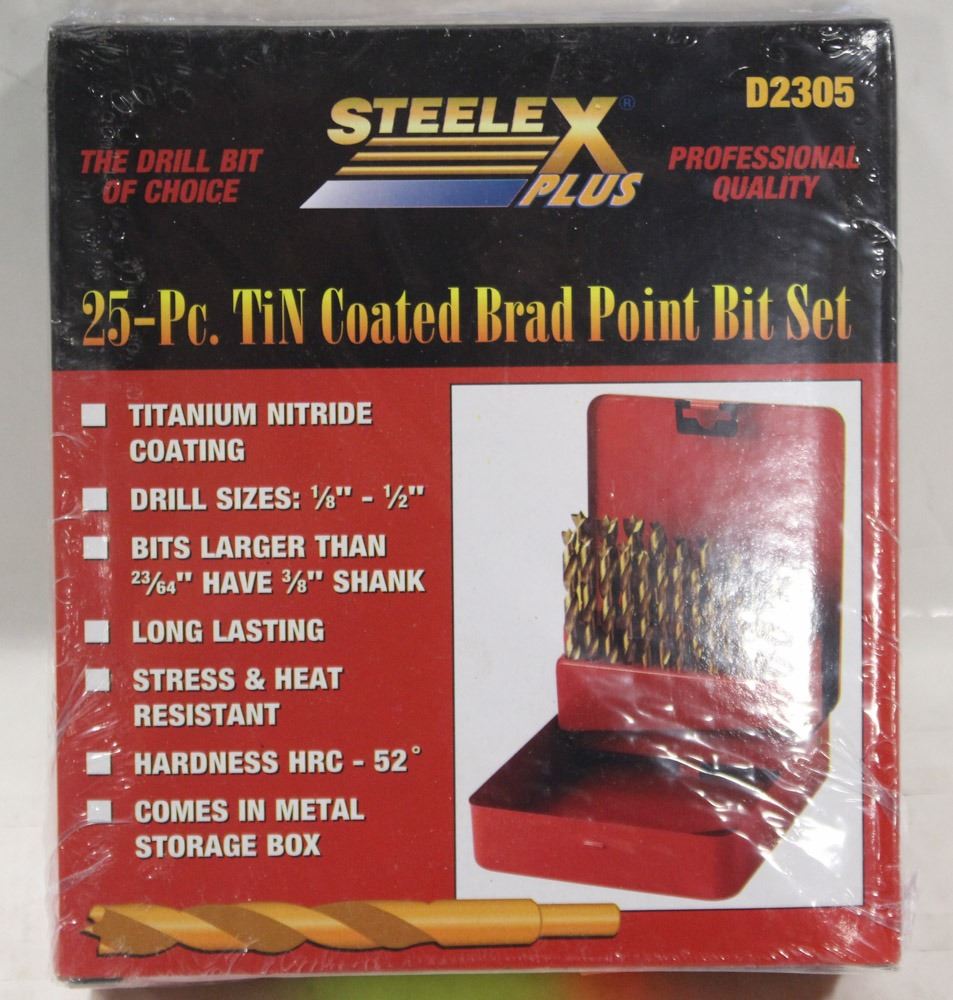 D2305
STEELEX®
PLUS
THE DRILL BIT
OF CHOICE
PROFESSIONAL
QUALITY
25-Pc. TiN Coated Brad Point Bit Set
TITANIUM NITRIDE
COATING
DRILL SIZES: ⅛" - ½"
BITS LARGER THAN
23/64" HAVE ⅜" SHANK
LONG LASTING
STRESS & HEAT
RESISTANT
HARDNESS HRC - 52°
COMES IN METAL
STORAGE BOX